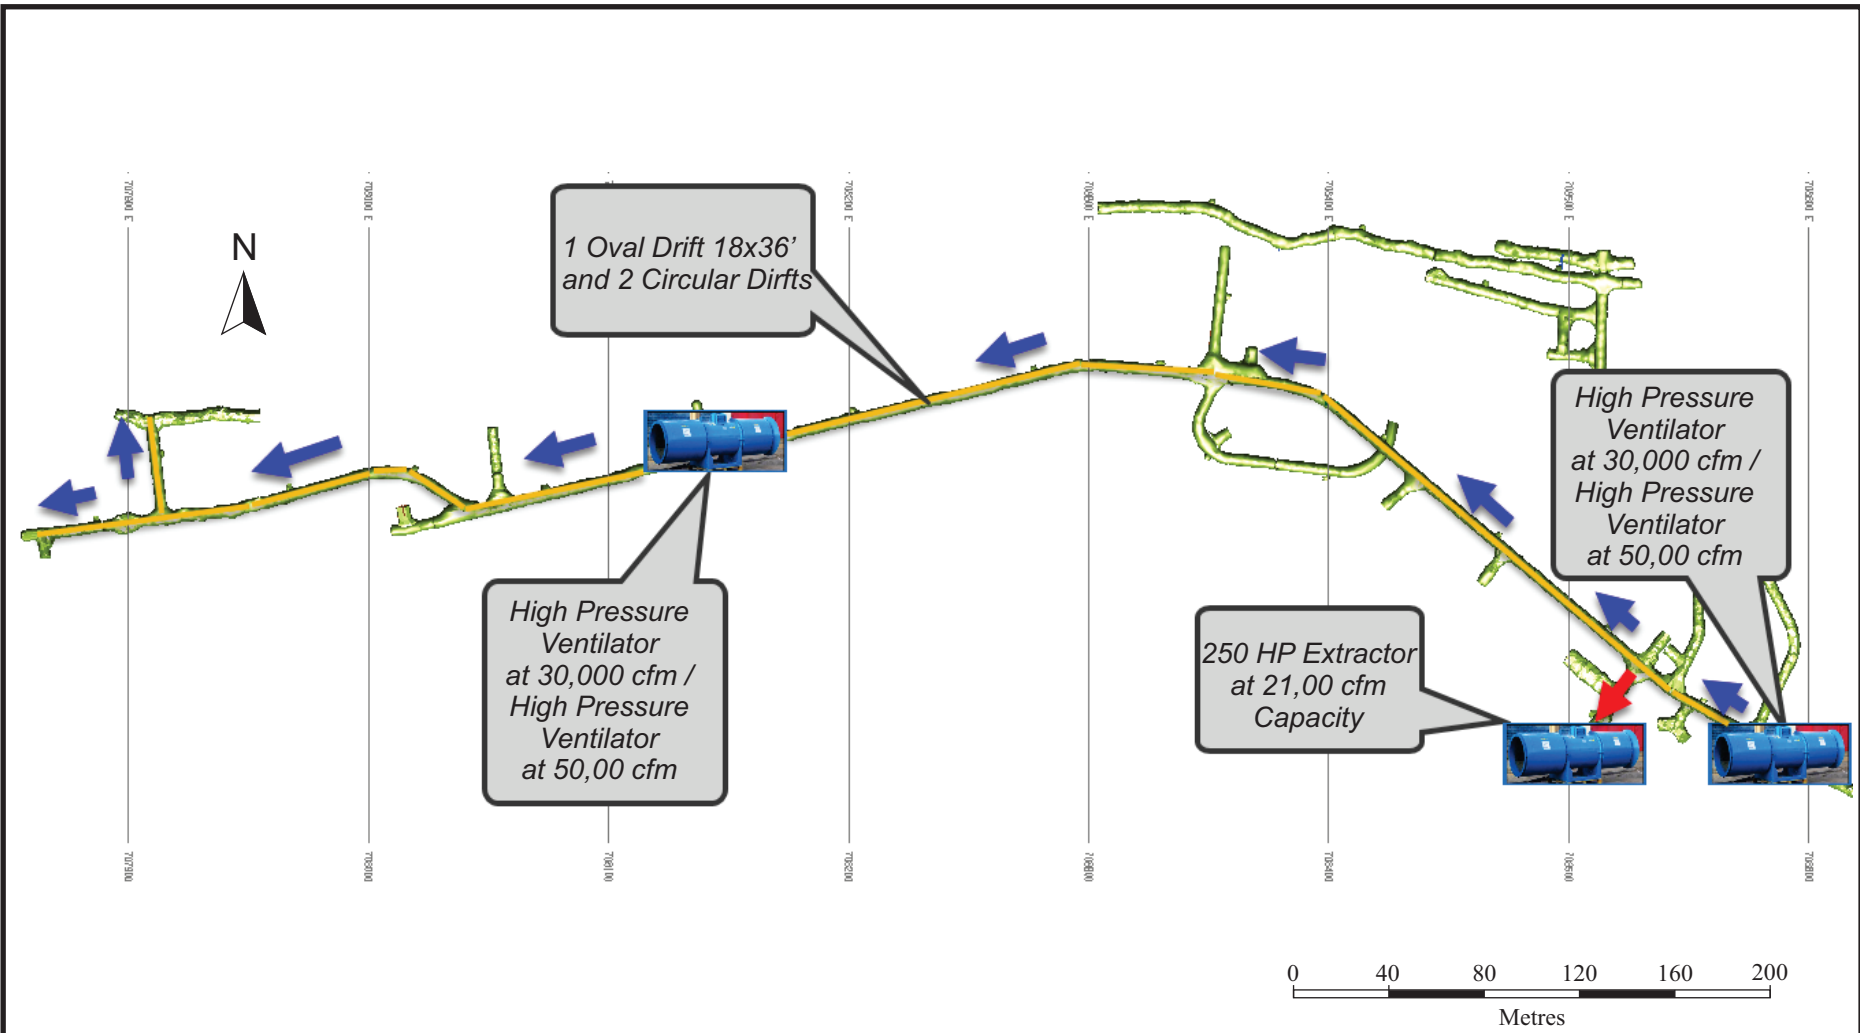 N
1 Oval Drift 18x36’
and 2 Circular Dirfts
High Pressure
Ventilator
at 30,000 cfm /
High Pressure
Ventilator
at 50,00 cfm
High Pressure
Ventilator
at 30,000 cfm /
High Pressure
Ventilator
at 50,00 cfm
250 HP Extractor
at 21,00 cfm
Capacity
0 40 80 120 160 200
Metres